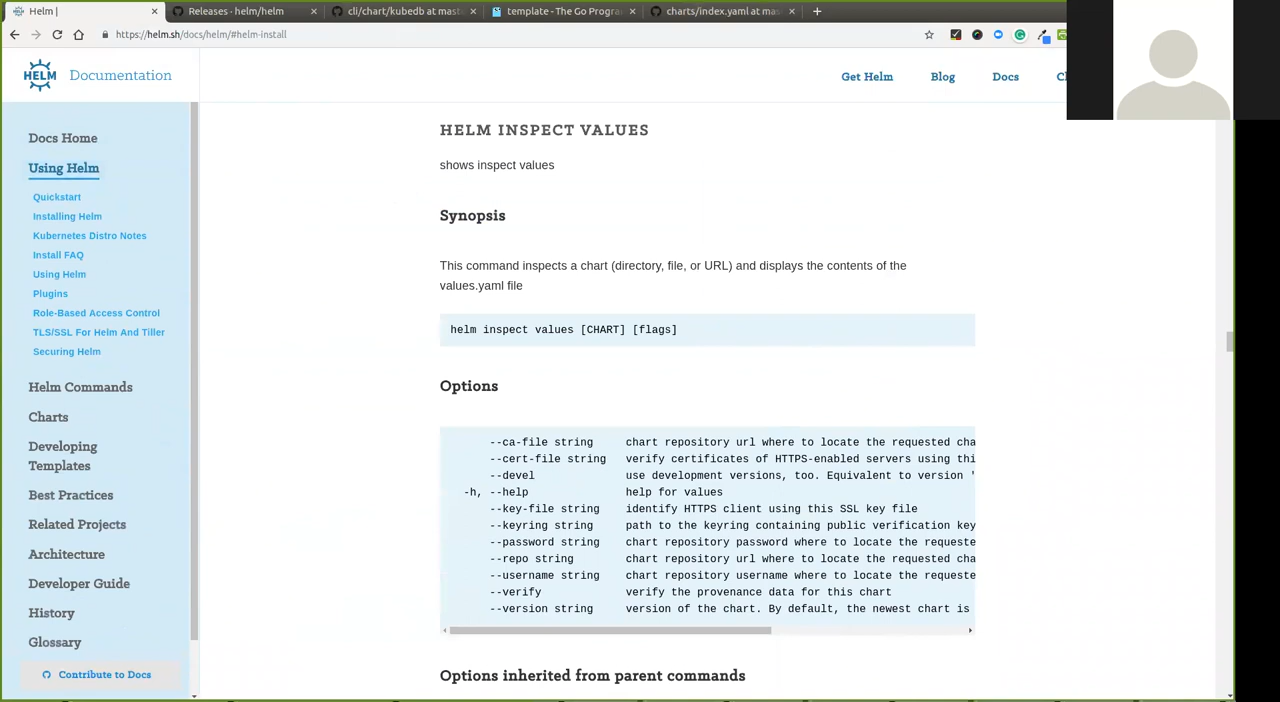 Helm |
Releases · helm/helm
cli/chart/kubedb at mast
template - The Go Progra
charts/index.yaml at mas
https://helm.sh/docs/helm/#helm-install
HELM
Documentation
Get Helm
Blog
Docs
Docs Home
Using Helm
Quickstart
Installing Helm
Kubernetes Distro Notes
Install FAQ
Using Helm
Plugins
Role-Based Access Control
TLS/SSL For Helm And Tiller
Securing Helm
Helm Commands
Charts
Developing
Templates
Best Practices
Related Projects
Architecture
Developer Guide
History
Glossary
Contribute to Docs
HELM INSPECT VALUES
shows inspect values
Synopsis
This command inspects a chart (directory, file, or URL) and displays the contents of the
values.yaml file
helm inspect values [CHART] [flags]
Options
--ca-file string chart repository url where to locate the requested cha
--cert-file string verify certificates of HTTPS-enabled servers using thi
--devel use development versions, too. Equivalent to version '
-h, --help help for values
--key-file string identify HTTPS client using this SSL key file
--keyring string path to the keyring containing public verification key
--password string chart repository password where to locate the requeste
--repo string chart repository url where to locate the requested cha
--username string chart repository username where to locate the requeste
--verify verify the provenance data for this chart
--version string version of the chart. By default, the newest chart is
Options inherited from parent commands